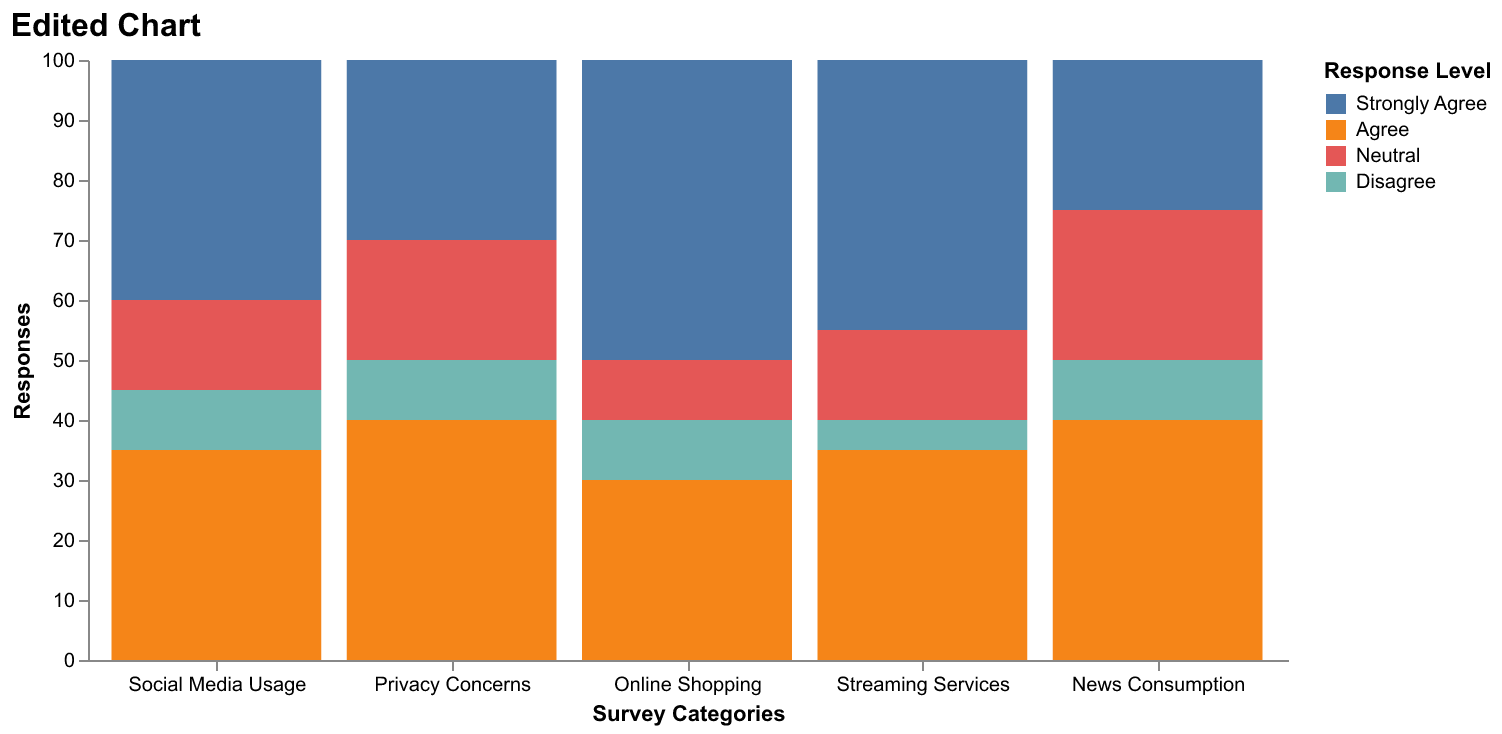 Edited Chart
100
90
80
70
60
50
40
30
20
10
0
Responses
Social Media Usage
Privacy Concerns
Online Shopping
Streaming Services
News Consumption
Survey Categories
Response Level
Strongly Agree
Agree
Neutral
Disagree